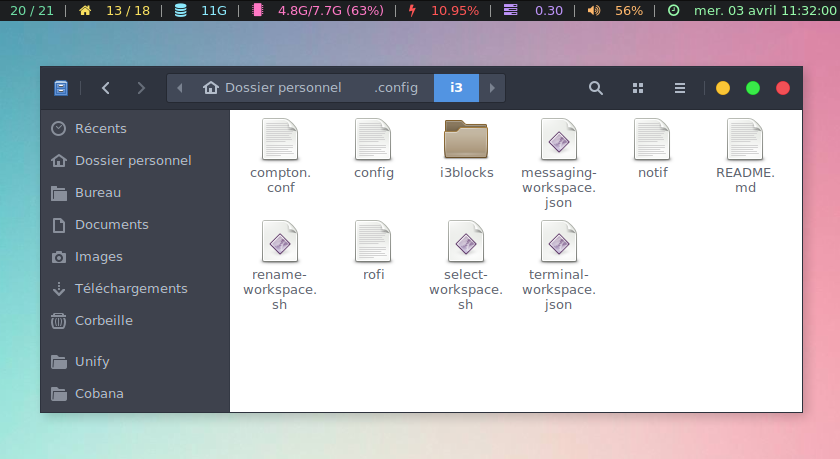 20 / 21 | 13 / 18 | 11G | 4.8G/7.7G (63%) | 10.95% | 0.30 | 56% | mer. 03 avril 11:32:00
Dossier personnel .config i3
Récents
Dossier personnel
Bureau
Documents
Images
Téléchargements
Corbeille
Unify
Cobana
compton.
conf
config
i3blocks
messaging-
workspace.
json
notif
README.
md
rename-
workspace.
sh
rofi
select-
workspace.
sh
terminal-
workspace.
json